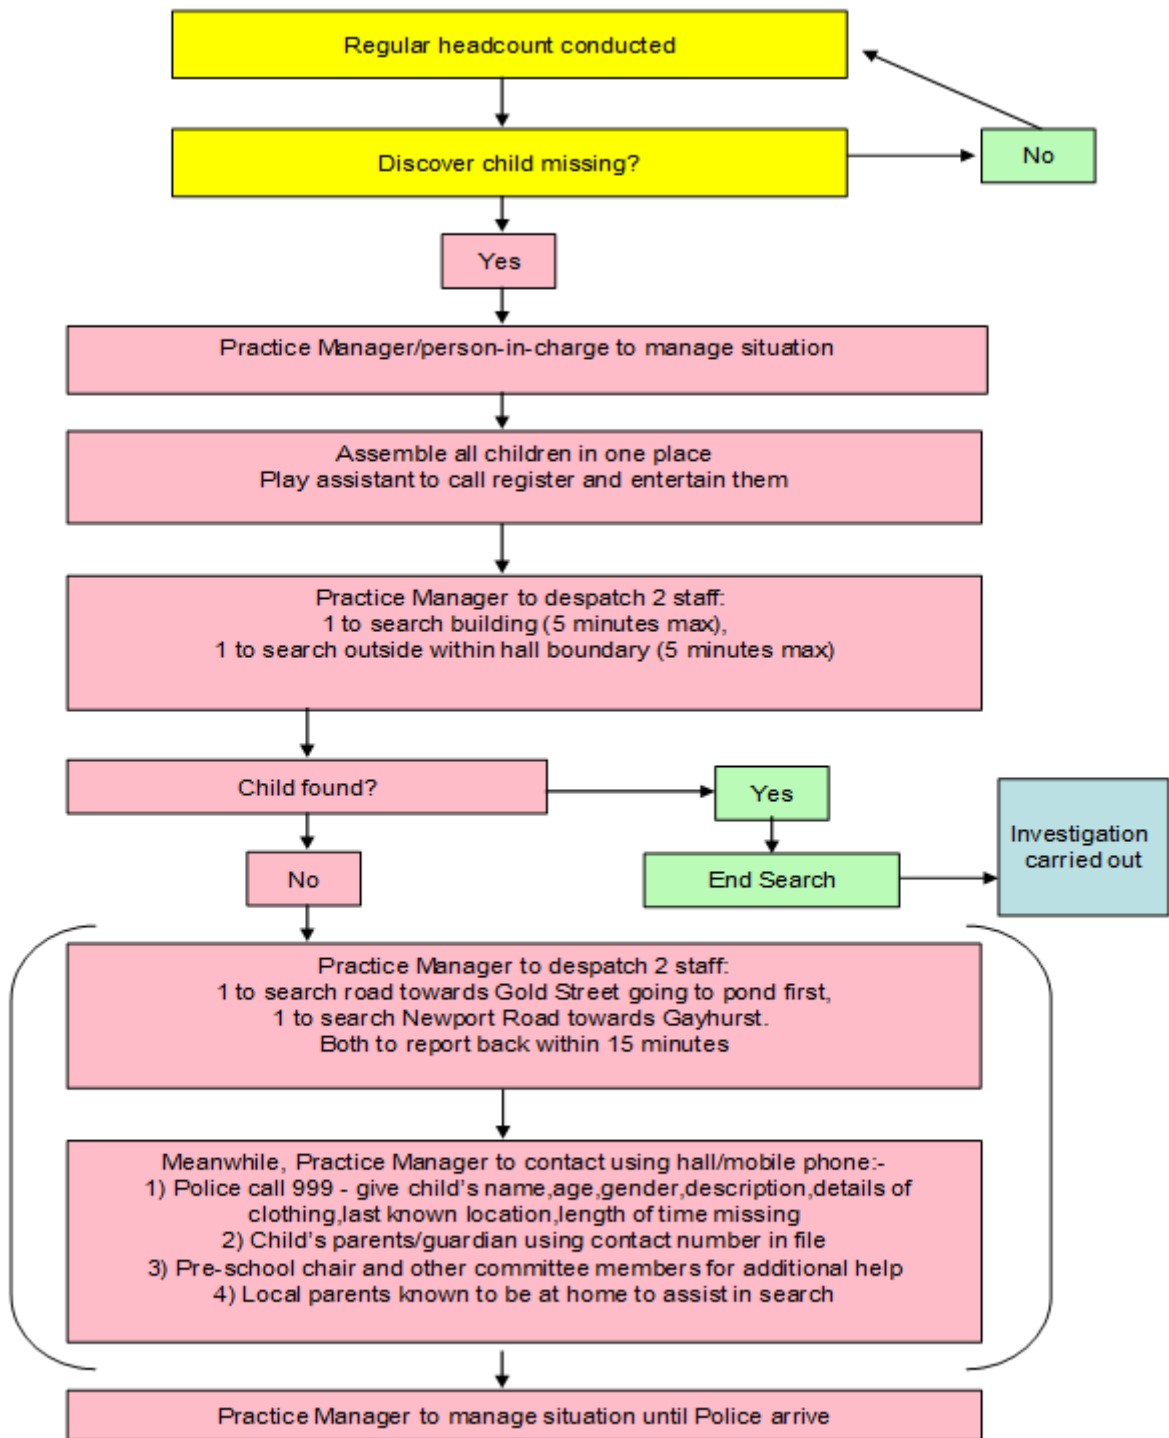 Regular headcount conducted
Discover child missing?
No
Yes
Practice Manager/person-in-charge to manage situation
Assemble all children in one place
Play assistant to call register and entertain them
Practice Manager to despatch 2 staff:
1 to search building (5 minutes max),
1 to search outside within hall boundary (5 minutes max)
Child found?
Yes
No
End Search
Investigation
carried out
Practice Manager to despatch 2 staff:
1 to search road towards Gold Street going to pond first,
1 to search Newport Road towards Gayhurst.
Both to report back within 15 minutes
Meanwhile, Practice Manager to contact using hall/mobile phone:-
1) Police call 999 - give child's name,age,gender,description,details of
clothing,last known location,length of time missing
2) Child's parents/guardian using contact number in file
3) Pre-school chair and other committee members for additional help
4) Local parents known to be at home to assist in search
Practice Manager to manage situation until Police arrive